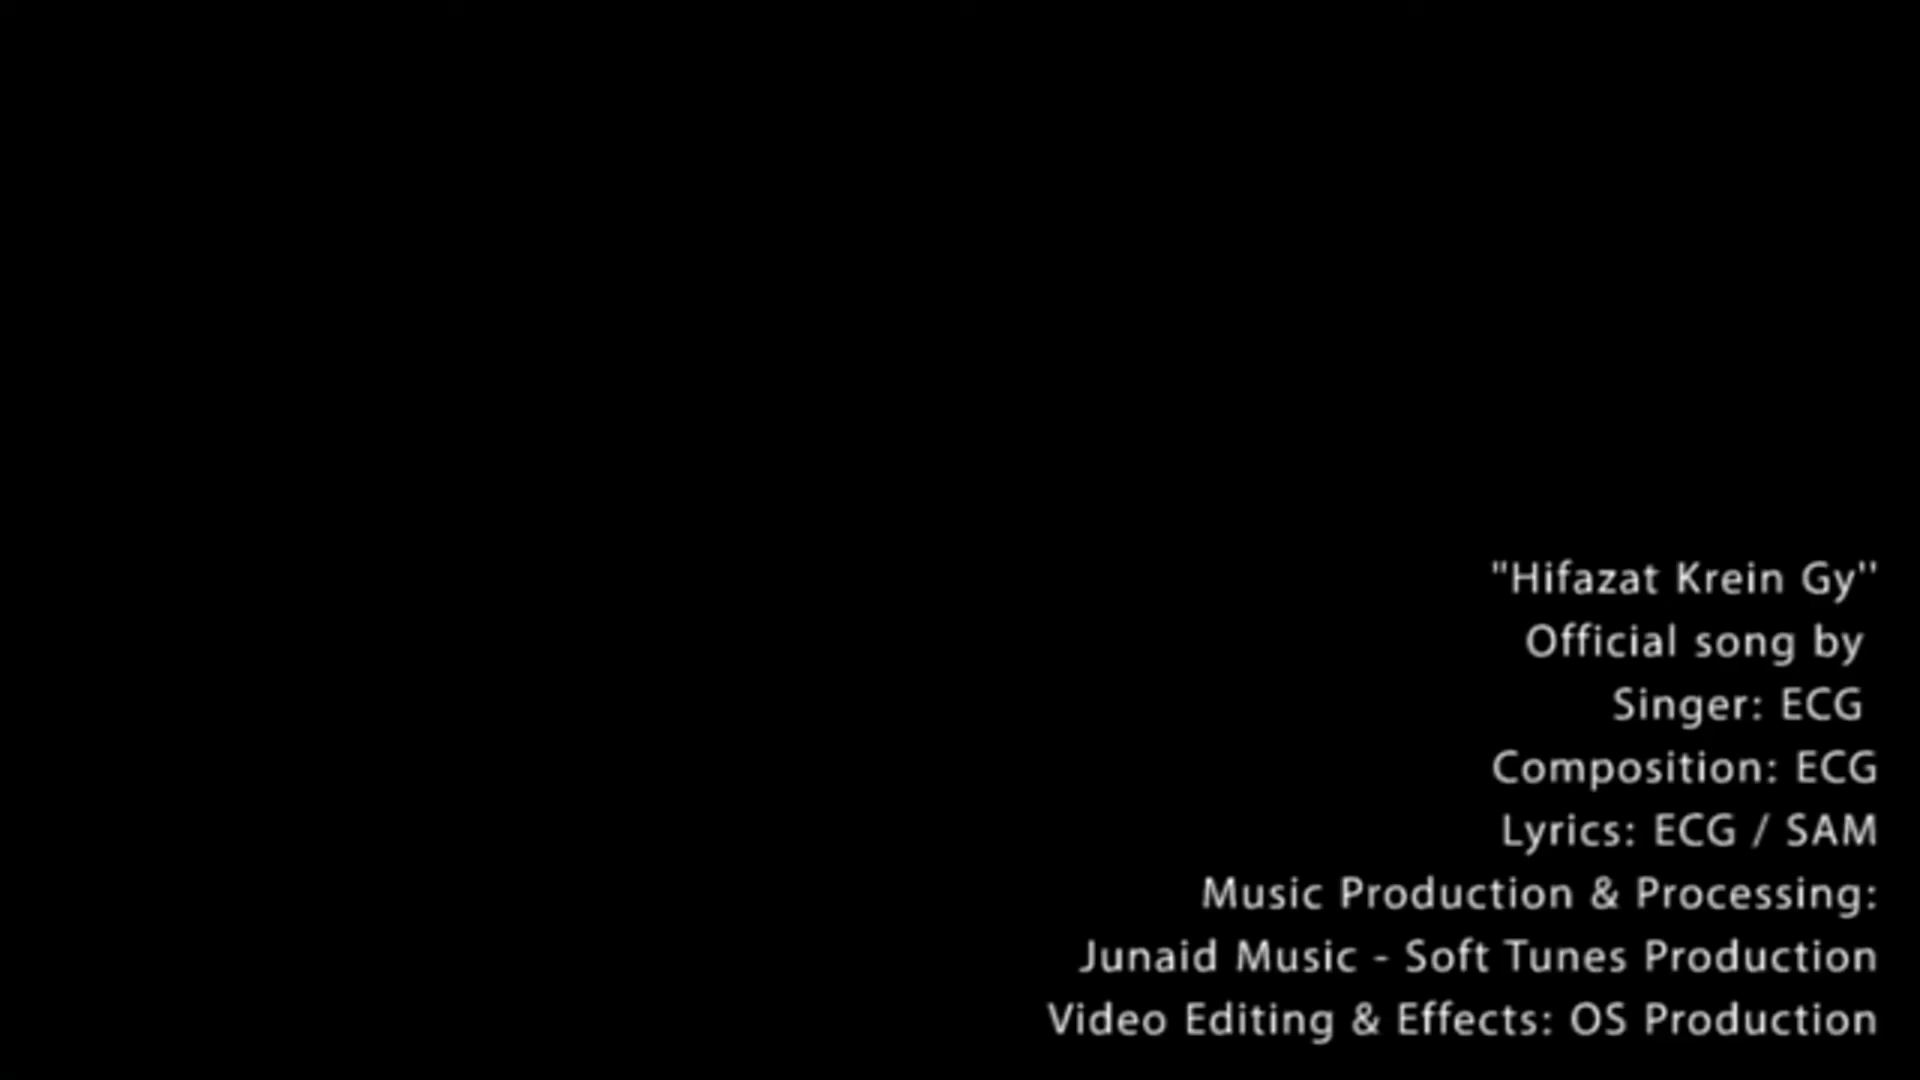 "Hifazat Krein Gy''
Official song by
Singer: ECG
Composition: ECG
Lyrics: ECG / SAM
Music Production & Processing:
Junaid Music - Soft Tunes Production
Video Editing & Effects: OS Production